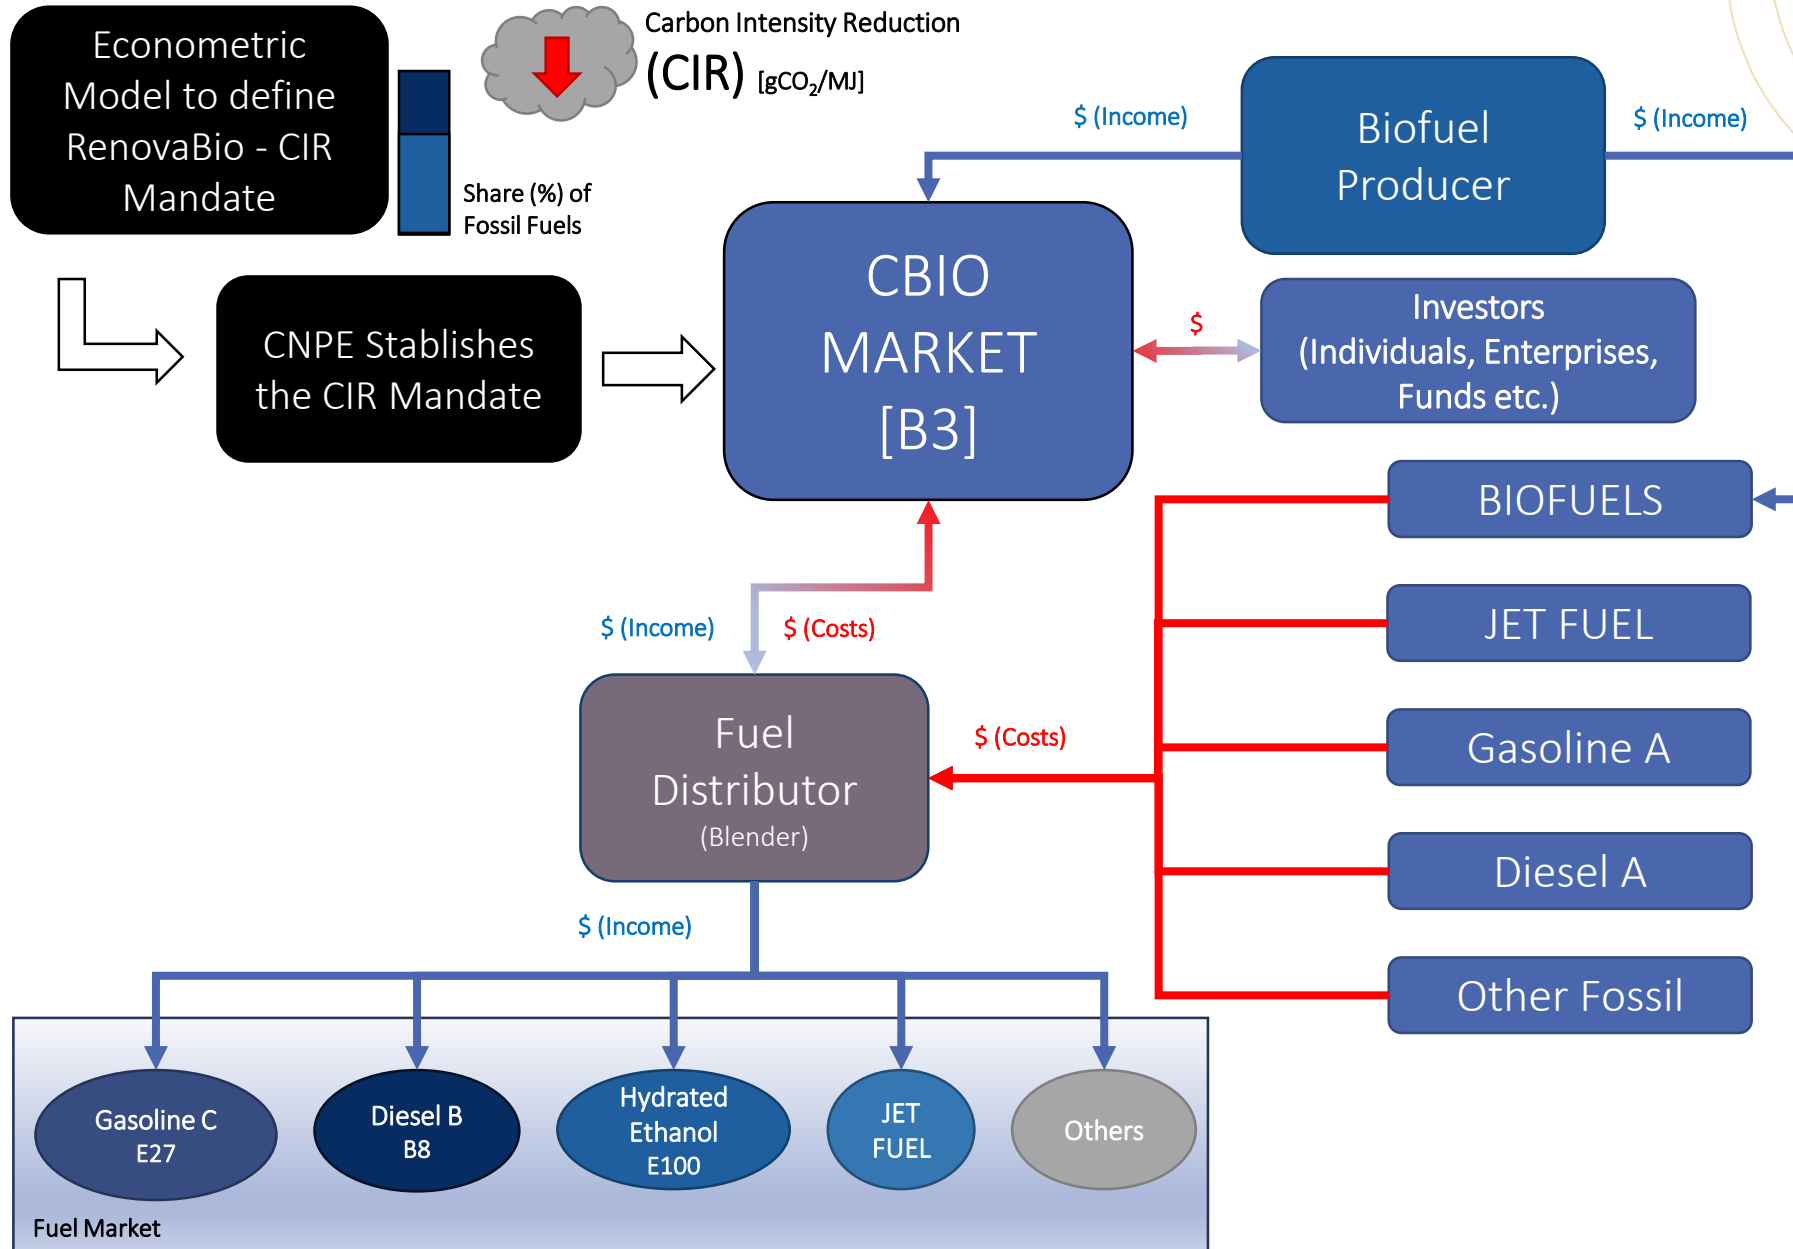 Econometric
Model to define
RenovaBio - CIR
Mandate
Share (%) of
Fossil Fuels
Carbon Intensity Reduction
(CIR) [gCO₂/MJ]
$ (Income)
Biofuel
Producer
$ (Income)
CNPE Stablishes
the CIR Mandate
CBIO
MARKET
[B3]
$
Investors
(Individuals, Enterprises,
Funds etc.)
BIOFUELS
JET FUEL
Gasoline A
Diesel A
Other Fossil
$ (Income)
$ (Costs)
Fuel
Distributor
(Blender)
$ (Costs)
$ (Income)
Gasoline C
E27
Diesel B
B8
Hydrated
Ethanol
E100
JET
FUEL
Others
Fuel Market